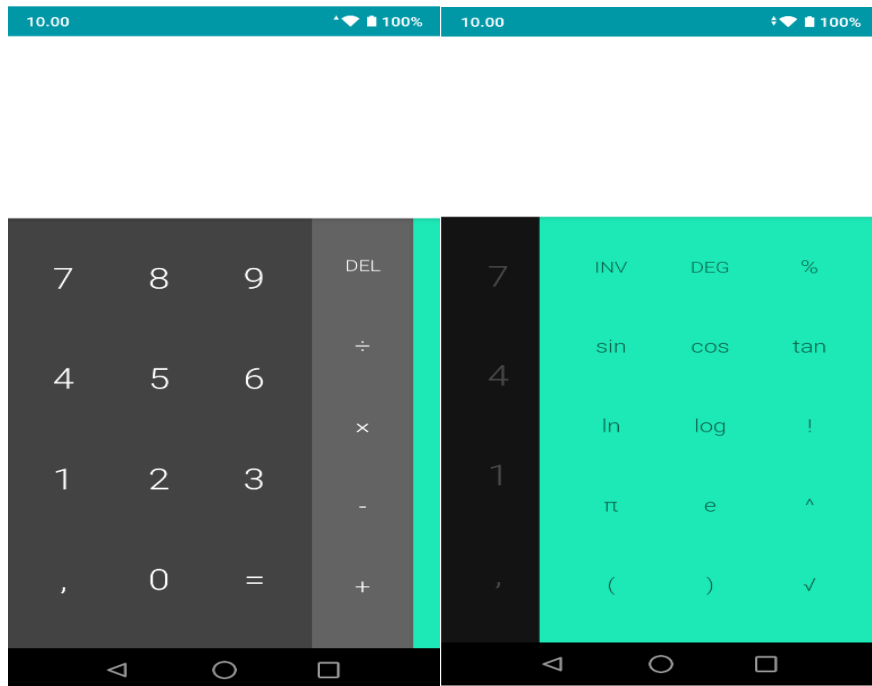 10.00 100%
7 8 9 DEL
÷
4 5 6
×
1 2 3
-
, 0 = +
10.00 100%
7 INV DEG %
sin cos tan
4
ln log !
1
π e ^
, ( ) √